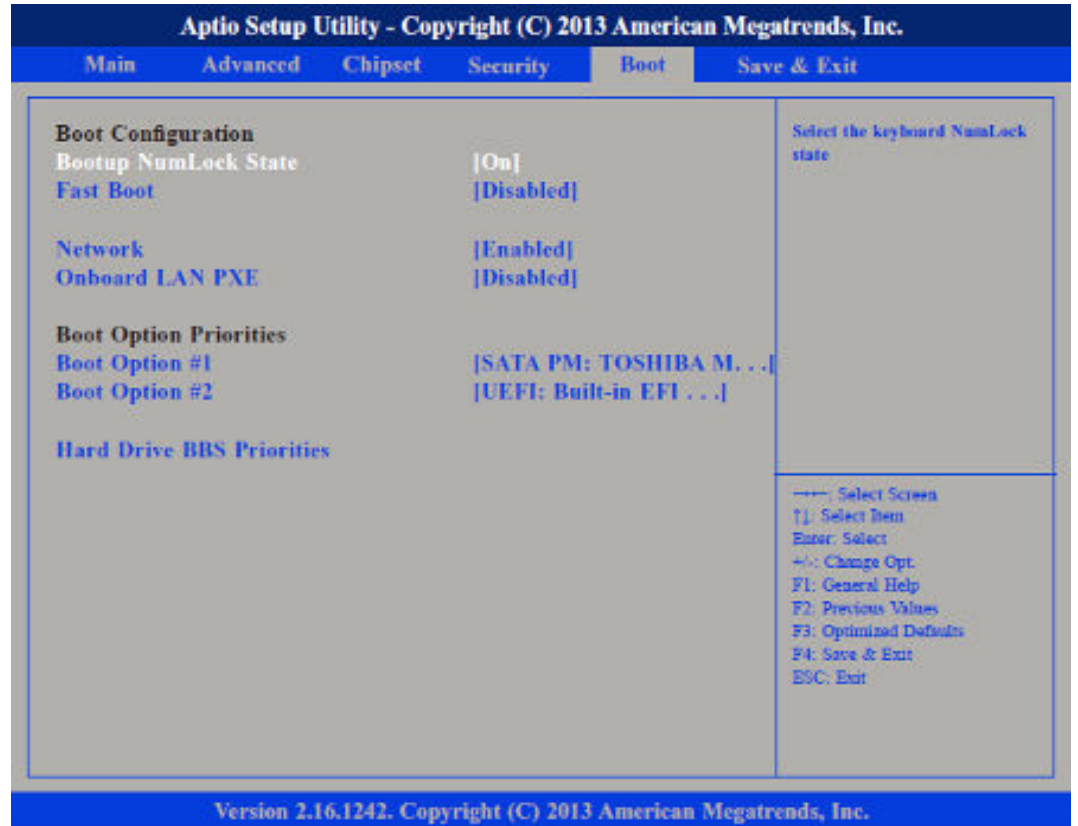 Aptio Setup Utility - Copyright (C) 2013 American Megatrends, Inc.
Main Advanced Chipset Security Boot Save & Exit
Boot Configuration
Bootup NumLock State [On]
Fast Boot [Disabled]
Network [Enabled]
Onboard LAN PXE [Disabled]
Boot Option Priorities
Boot Option #1 [SATA PM: TOSHIBA M. . .]
Boot Option #2 [UEFI: Built-in EFI . . .]
Hard Drive BBS Priorities
Select the keyboard NumLock
state
→←: Select Screen
↑↓: Select Item
Enter: Select
+/-: Change Opt.
F1: General Help
F2: Previous Values
F3: Optimized Defaults
F4: Save & Exit
ESC: Exit
Version 2.16.1242. Copyright (C) 2013 American Megatrends, Inc.